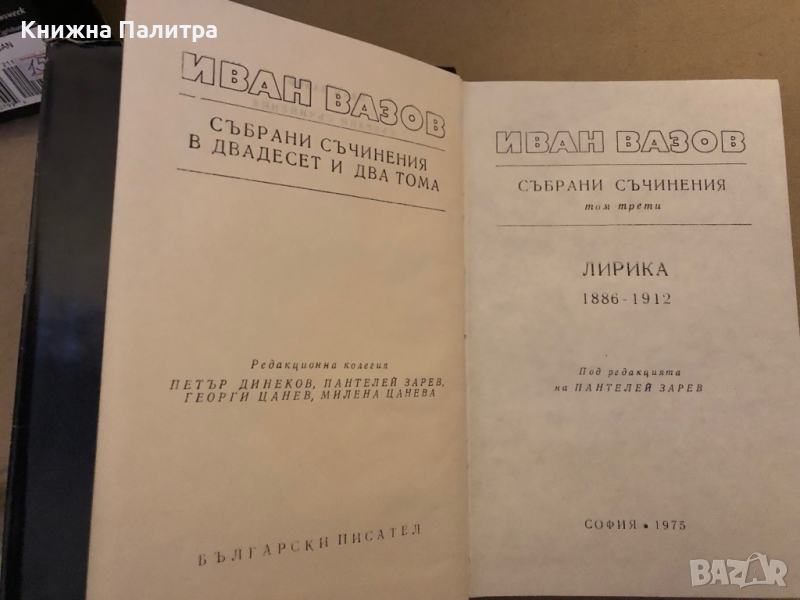 Книжна Палитра
ИВАН ВАЗОВ
СЪБРАНИ СЪЧИНЕНИЯ
В ДВАДЕСЕТ И ДВА ТОМА
Редакционна колегия
ПЕТЪР ДИНЕКОВ, ПАНТЕЛЕЙ ЗАРЕВ,
ГЕОРГИ ЦАНЕВ, МИЛЕНА ЦАНЕВА
БЪЛГАРСКИ ПИСАТЕЛ
ИВАН ВАЗОВ
СЪБРАНИ СЪЧИНЕНИЯ
том трети
ЛИРИКА
1886-1912
Под редакцията
на ПАНТЕЛЕЙ ЗАРЕВ
СОФИЯ • 1975
BAZAR